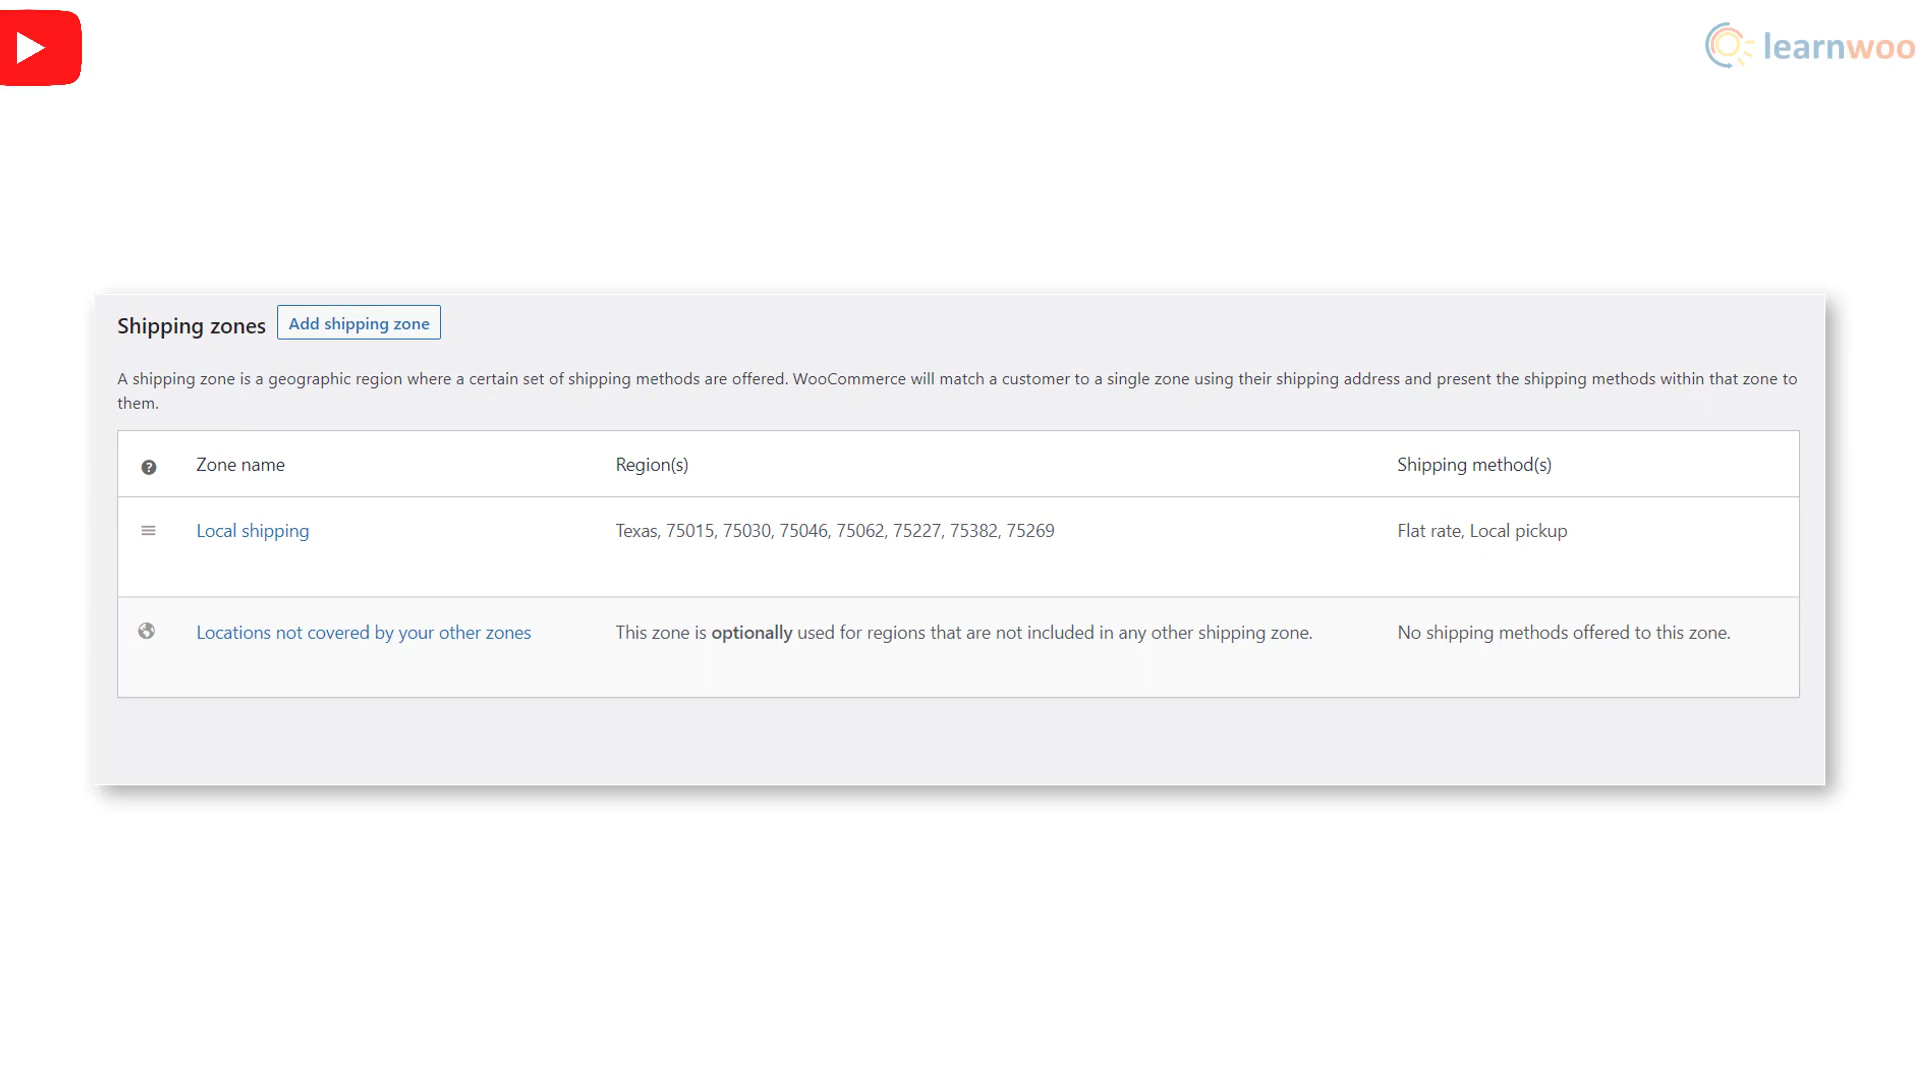 learnwoo
Shipping zones Add shipping zone
A shipping zone is a geographic region where a certain set of shipping methods are offered. WooCommerce will match a customer to a single zone using their shipping address and present the shipping methods within that zone to
them.
Zone name Region(s) Shipping method(s)
Local shipping Texas, 75015, 75030, 75046, 75062, 75227, 75382, 75269 Flat rate, Local pickup
Locations not covered by your other zones This zone is optionally used for regions that are not included in any other shipping zone. No shipping methods offered to this zone.